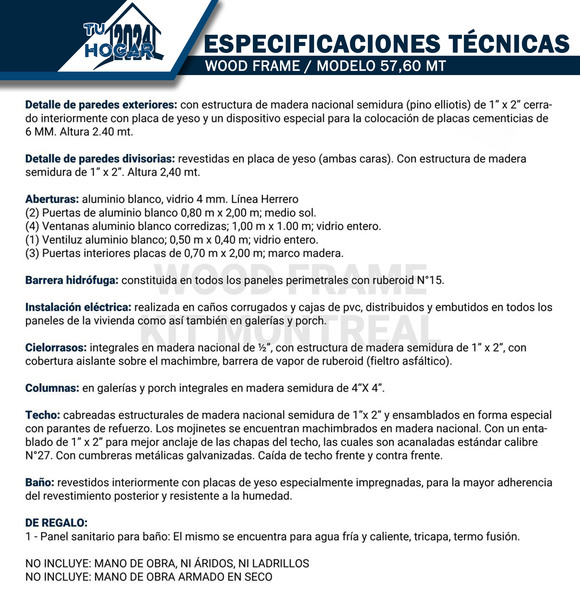 TU
2024
HOGAR
ESPECIFICACIONES TÉCNICAS
WOOD FRAME / MODELO 57,60 MT
Detalle de paredes exteriores: con estructura de madera nacional semidura (pino elliotis) de 1” x 2” cerra-
do interiormente con placa de yeso y un dispositivo especial para la colocación de placas cementicias de
6 MM. Altura 2.40 mt.
Detalle de paredes divisorias: revestidas en placa de yeso (ambas caras). Con estructura de madera
semidura de 1” x 2”. Altura 2,40 mt.
Aberturas: aluminio blanco, vidrio 4 mm. Línea Herrero
(2) Puertas de aluminio blanco 0,80 m x 2,00 m; medio sol.
(4) Ventanas aluminio blanco corredizas; 1,00 m x 1.00 m; vidrio entero.
(1) Ventiluz aluminio blanco; 0,50 m x 0,40 m; vidrio entero.
(3) Puertas interiores placas de 0,70 m x 2,00 m; marco madera.
WOOD FRAME
Barrera hidrófuga: constituida en todos los paneles perimetrales con ruberoid N°15.
Instalación eléctrica: realizada en caños corrugados y cajas de pvc, distribuidos y embutidos en todos los
paneles de la vivienda como así también en galerías y porch.
KIT MONTREAL
Cielorrasos: integrales en madera nacional de ½”, con estructura de madera semidura de 1” x 2”, con
cobertura aislante sobre el machimbre, barrera de vapor de ruberoid (fieltro asfáltico).
Columnas: en galerías y porch integrales en madera semidura de 4”X 4”.
Techo: cabreadas estructurales de madera nacional semidura de 1”x 2” y ensamblados en forma especial
con parantes de refuerzo. Los mojinetes se encuentran machimbrados en madera nacional. Con un enta-
blado de 1” x 2” para mejor anclaje de las chapas del techo, las cuales son acanaladas estándar calibre
N°27. Con cumbreras metálicas galvanizadas. Caída de techo frente y contra frente.
Baño: revestidos interiormente con placas de yeso especialmente impregnadas, para la mayor adherencia
del revestimiento posterior y resistente a la humedad.
DE REGALO:
1 - Panel sanitario para baño: El mismo se encuentra para agua fría y caliente, tricapa, termo fusión.
NO INCLUYE: MANO DE OBRA, NI ÁRIDOS, NI LADRILLOS
NO INCLUYE: MANO DE OBRA ARMADO EN SECO